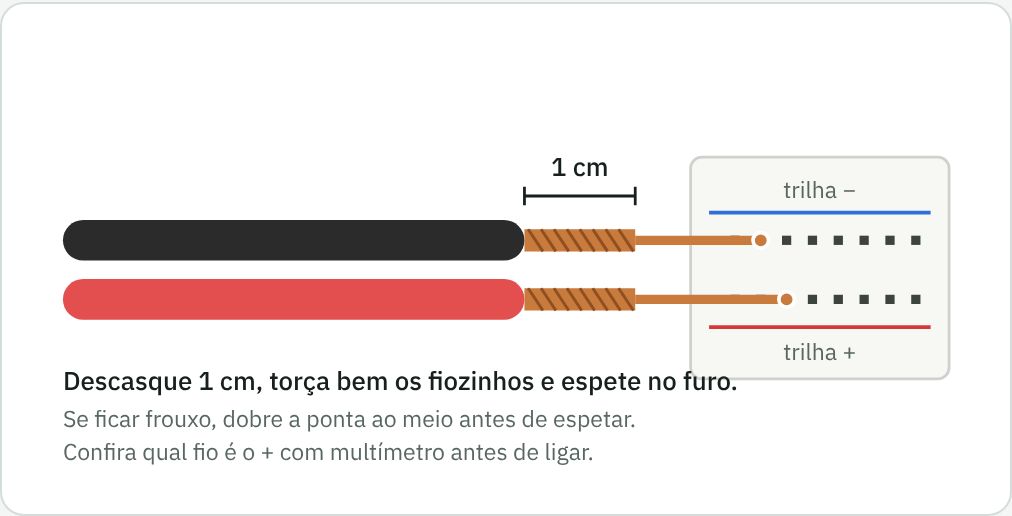 1 cm
trilha –
trilha +
Descasque 1 cm, torça bem os fiozinhos e espete no furo.
Se ficar frouxo, dobre a ponta ao meio antes de espetar.
Confira qual fio é o + com multímetro antes de ligar.